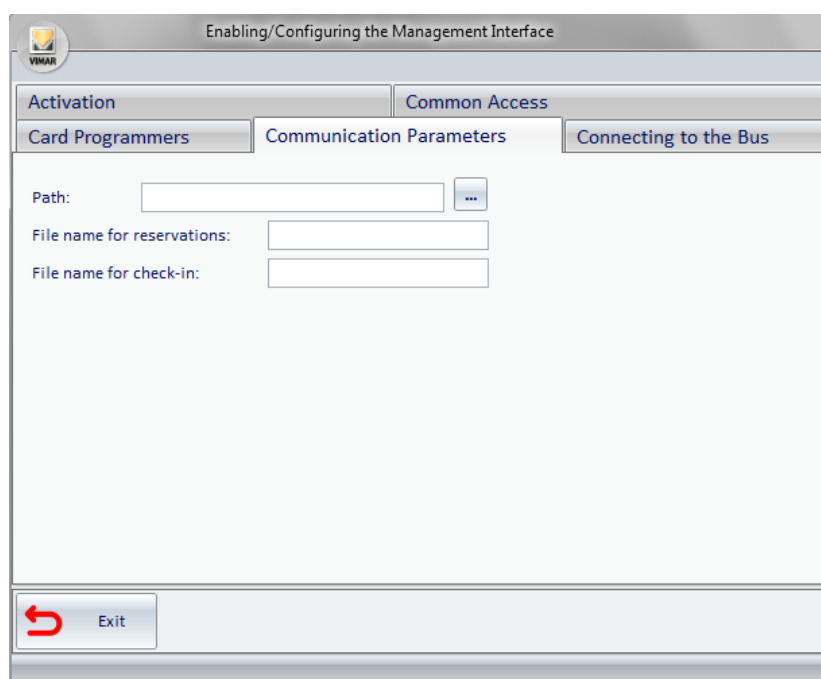 Enabling/Configuring the Management Interface
VIMAR
Activation
Common Access
Card Programmers
Communication Parameters
Connecting to the Bus
Path:
...
File name for reservations:
File name for check-in:
Exit